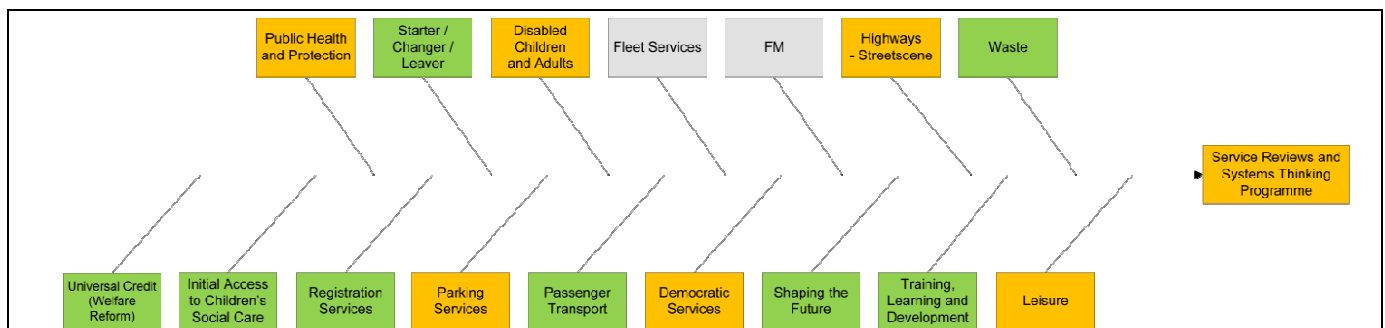 Public Health
and Protection
Starter /
Changer /
Leaver
Disabled
Children
and Adults
Fleet Services
FM
Highways
- Streetscene
Waste
Service Reviews and
Systems Thinking
Programme
Universal Credit
(Welfare
Reform)
Initial Access
to Children's
Social Care
Registration
Services
Parking
Services
Passenger
Transport
Democratic
Services
Shaping the
Future
Training,
Learning and
Development
Leisure